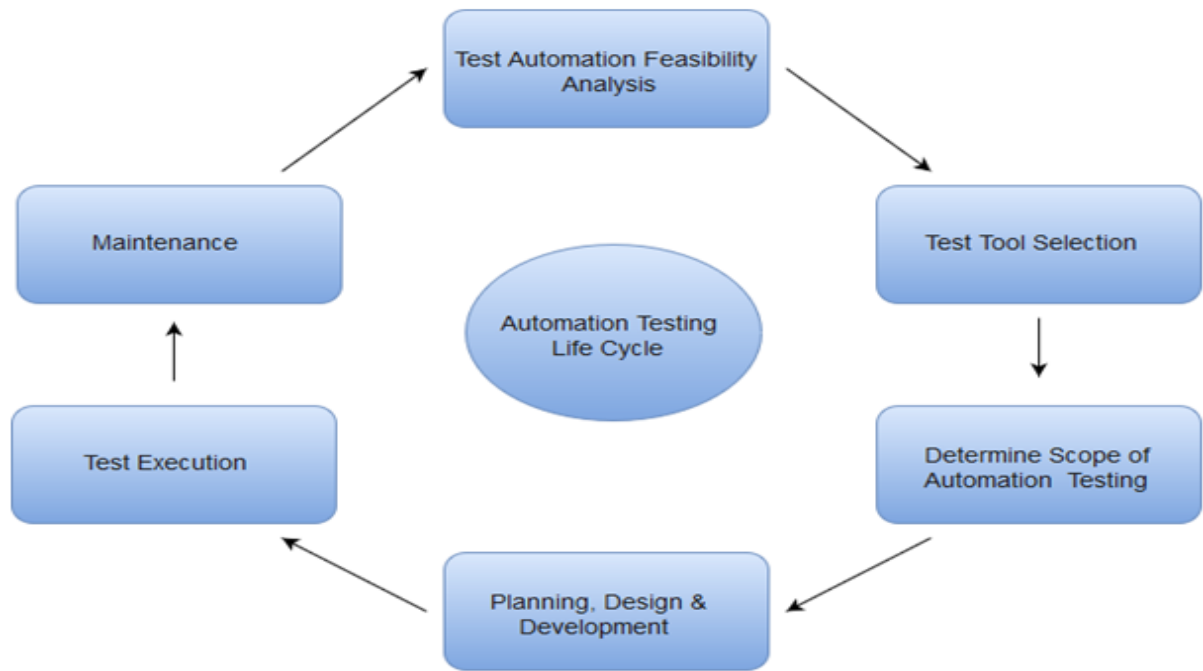 Test Automation Feasibility
Analysis
Test Tool Selection
Determine Scope of
Automation Testing
Planning, Design &
Development
Test Execution
Maintenance
Automation Testing
Life Cycle